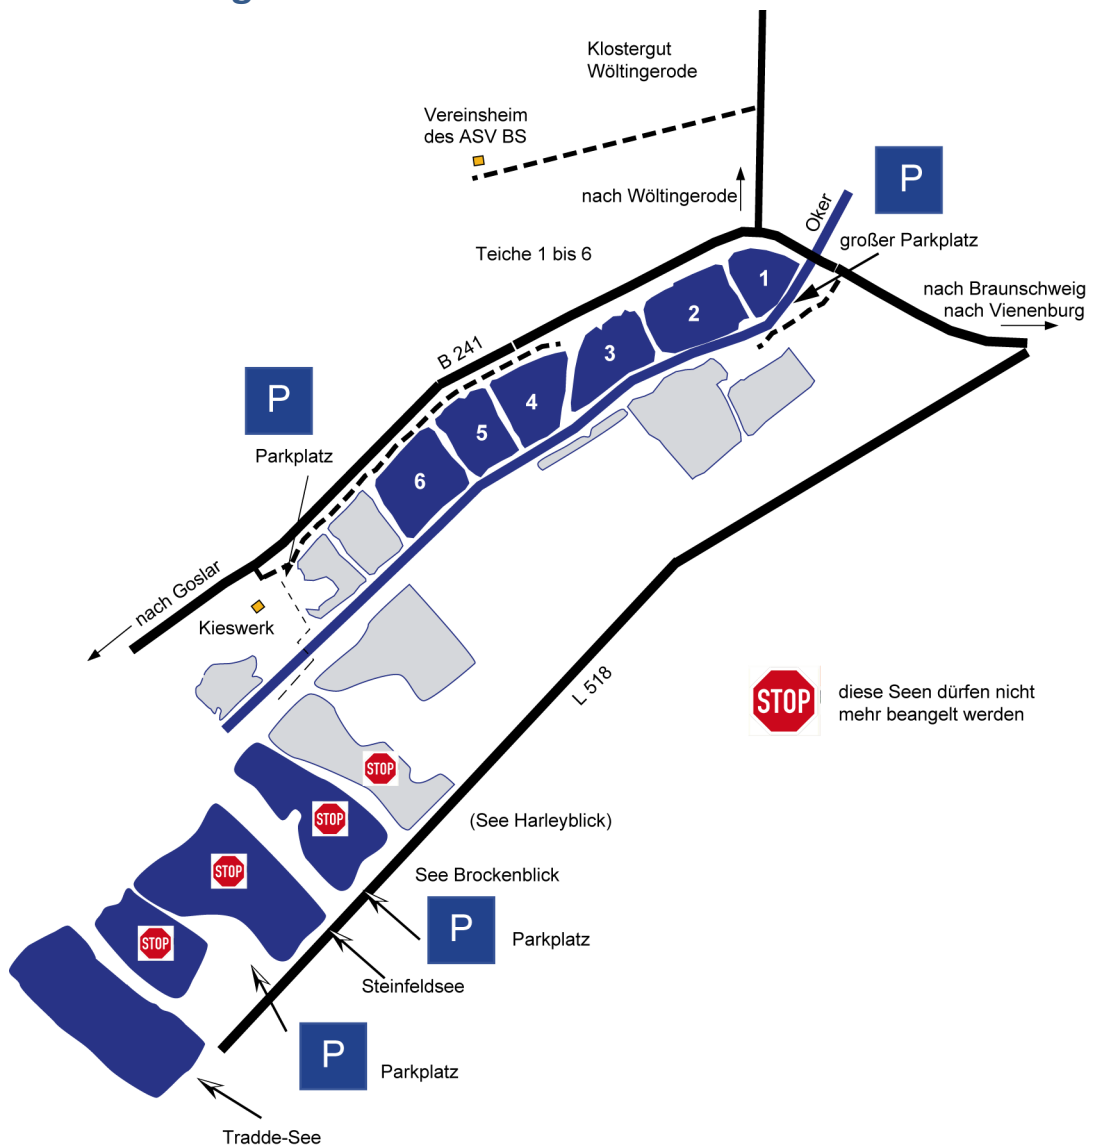 Klostergut
Wöltingerode
Vereinsheim
des ASV BS
P
nach Wöltingerode
Oker
großer Parkplatz
Teiche 1 bis 6
1
nach Braunschweig
nach Vienenburg
2
B 241
3
P
4
5
Parkplatz
6
nach Goslar
Kieswerk
L 518
STOP
diese Seen dürfen nicht
mehr beangelt werden
STOP
STOP
(See Harleyblick)
STOP
See Brockenblick
P
Parkplatz
STOP
Steinfeldsee
P
Parkplatz
Tradde-See